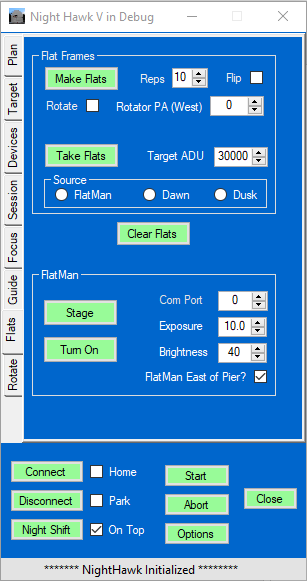 Night Hawk V in Debug
Plan
Target
Devices
Session
Focus
Guide
Flats
Rotate
Flat Frames
Make Flats Reps 10 Flip
Rotate Rotator PA (West) 0
Take Flats Target ADU 30000
Source
FlatMan Dawn Dusk
Clear Flats
FlatMan
Stage Com Port 0
Exposure 10.0
Turn On Brightness 40
FlatMan East of Pier?
Connect Home Start
Disconnect Park Abort Close
Night Shift On Top Options
******* NightHawk Initialized ********